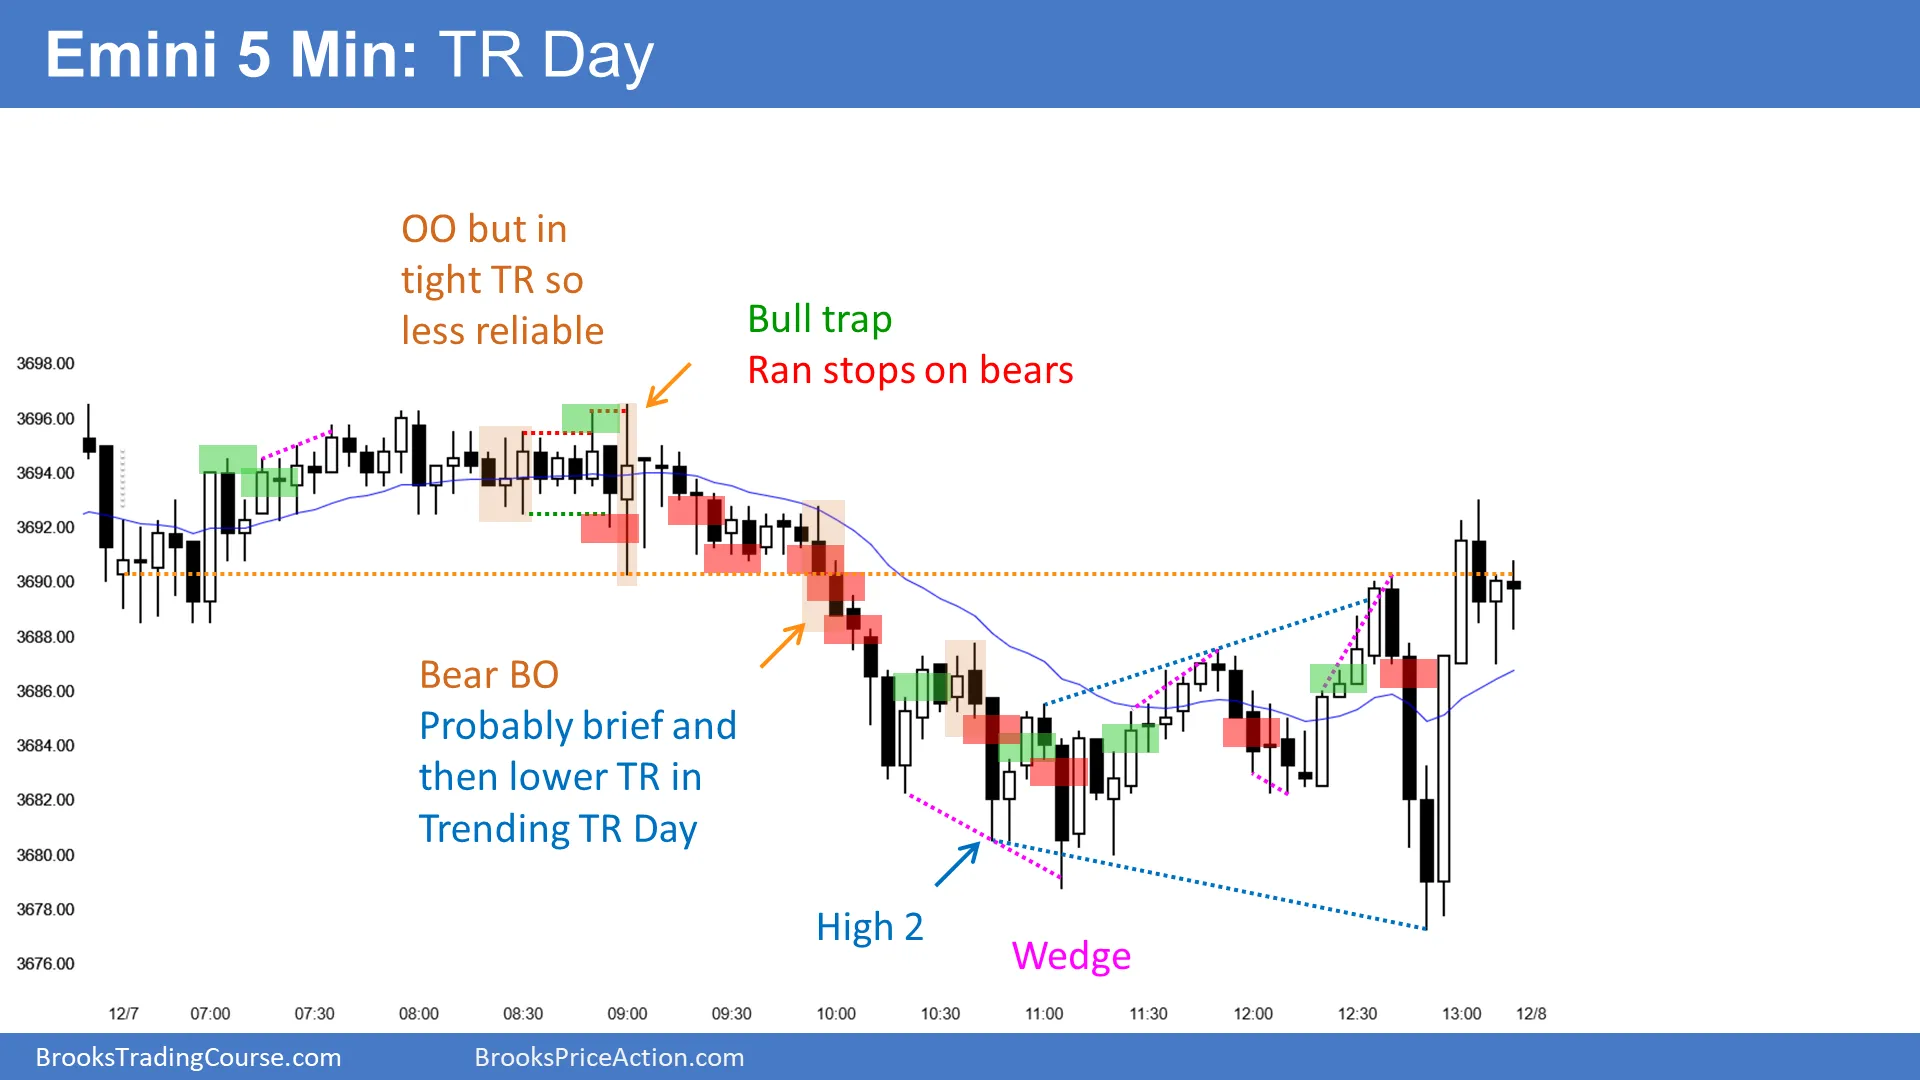 Emini 5 Min: TR Day
OO but in
tight TR so
less reliable
Bull trap
Ran stops on bears
3698.00
3696.00
3694.00
3692.00
3690.00
3688.00
3686.00
3684.00
3682.00
3680.00
3678.00
3676.00
Bear BO
Probably brief and
then lower TR in
Trending TR Day
High 2
Wedge
12/7 07:00 07:30 08:00 08:30 09:00 09:30 10:00 10:30 11:00 11:30 12:00 12:30 13:00 12/8
BrooksTradingCourse.com BrooksPriceAction.com